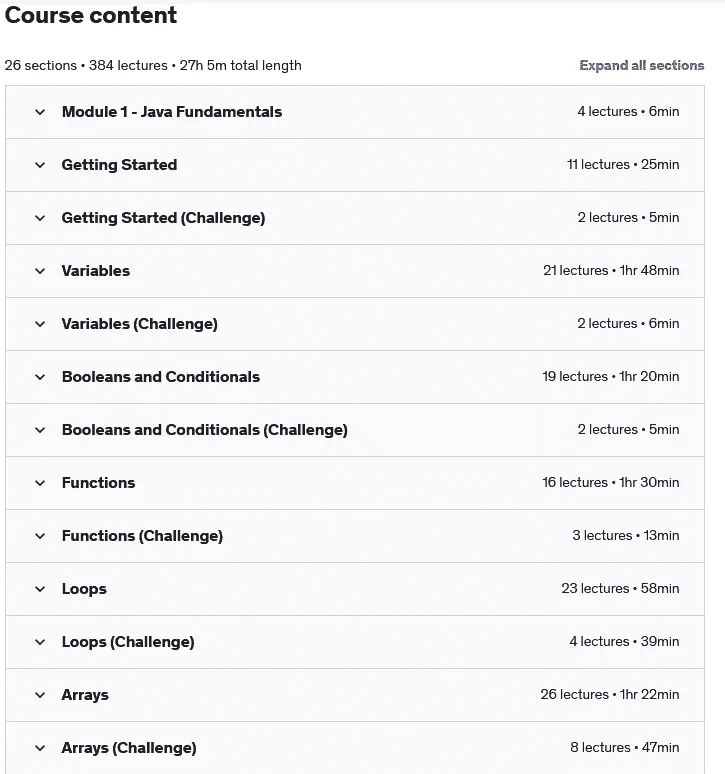 Course content
26 sections • 384 lectures • 27h 5m total length Expand all sections
Module 1 - Java Fundamentals 4 lectures • 6min
Getting Started 11 lectures • 25min
Getting Started (Challenge) 2 lectures • 5min
Variables 21 lectures • 1hr 48min
Variables (Challenge) 2 lectures • 6min
Booleans and Conditionals 19 lectures • 1hr 20min
Booleans and Conditionals (Challenge) 2 lectures • 5min
Functions 16 lectures • 1hr 30min
Functions (Challenge) 3 lectures • 13min
Loops 23 lectures • 58min
Loops (Challenge) 4 lectures • 39min
Arrays 26 lectures • 1hr 22min
Arrays (Challenge) 8 lectures • 47min